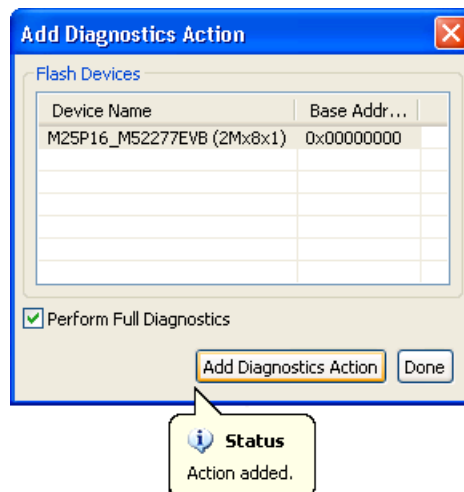 Add Diagnostics Action
Flash Devices
Device Name Base Addr...
M25P16_M52277EVB (2Mx8x1) 0x00000000
Perform Full Diagnostics
Add Diagnostics Action Done
Status
Action added.